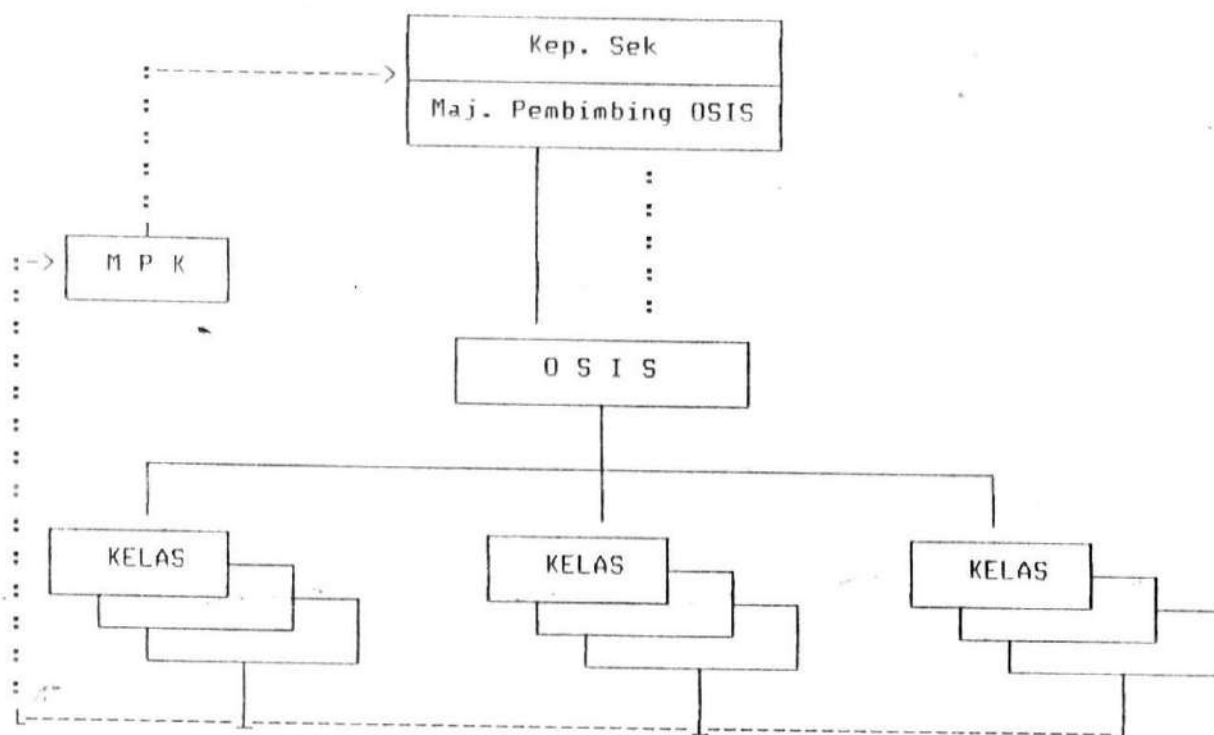 Kep. Sek
Maj. Pembimbing OSIS
M P K
O S I S
KELAS
KELAS
KELAS